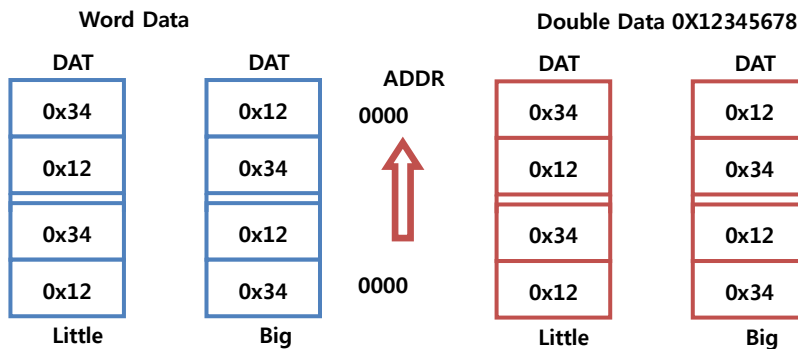 Word Data Double Data 0X12345678
DAT DAT ADDR DAT DAT
0x34 0x12 0000 0x34 0x12
0x12 0x34 0x12 0x34
0x34 0x12 0x34 0x12
0x12 0x34 0000 0x12 0x34
Little Big Little Big